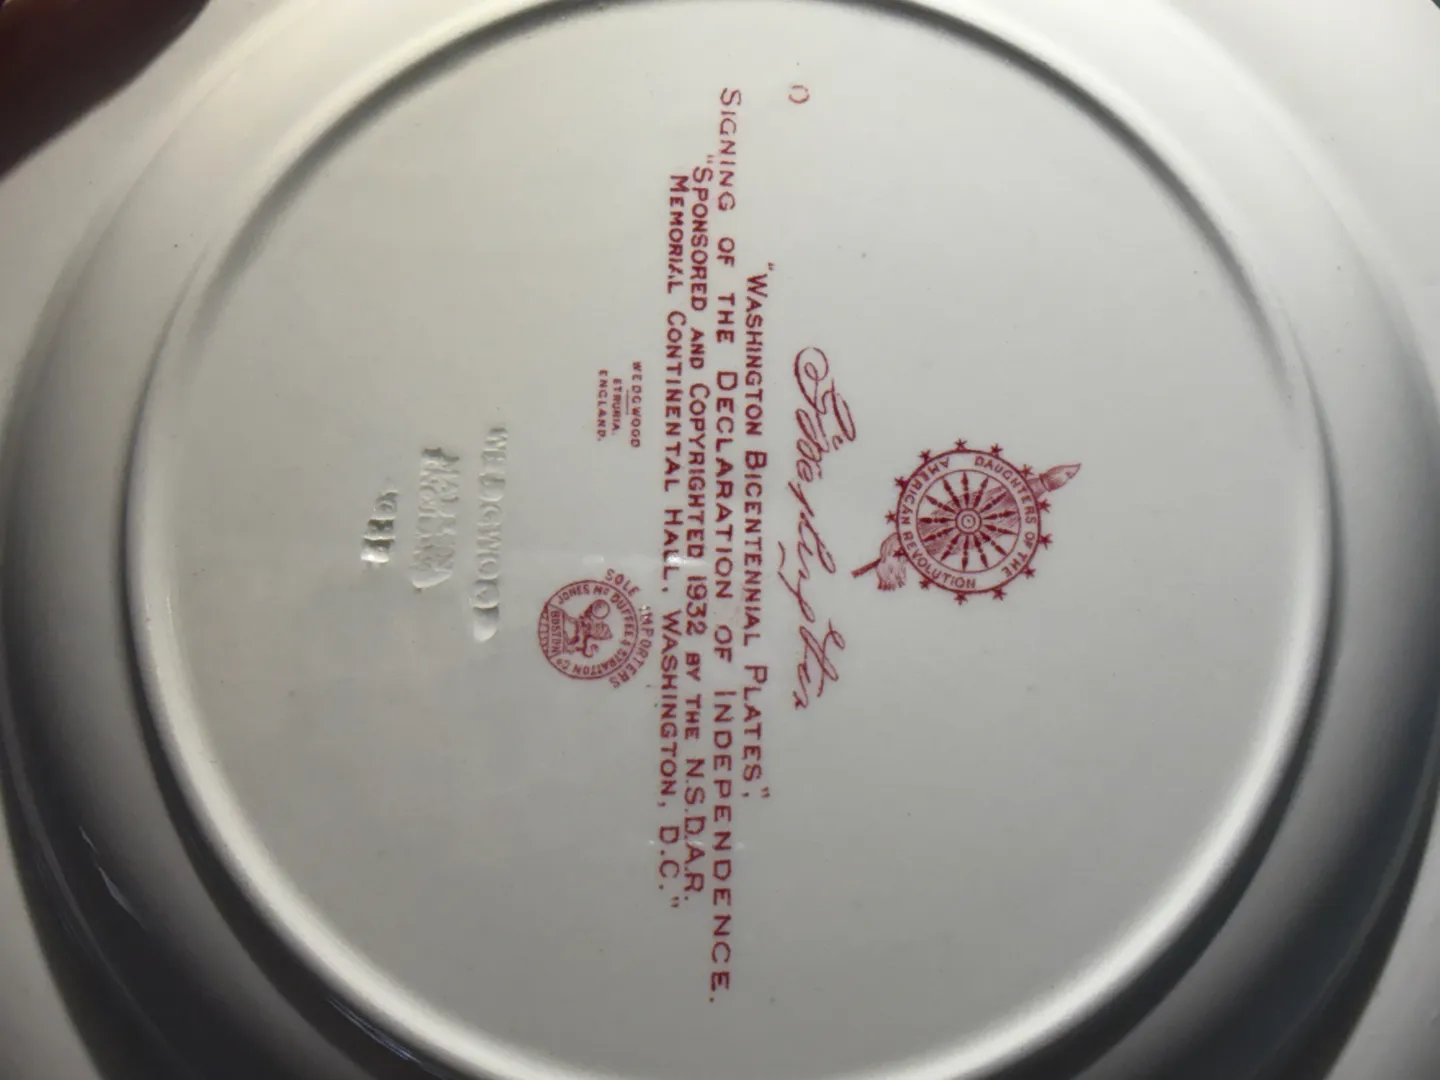 DAUGHTERS OF THE AMERICAN REVOLUTION
G: Washington
O
"WASHINGTON BICENTENNIAL PLATES",
SIGNING OF THE DECLARATION OF INDEPENDENCE.
"SPONSORED AND COPYRIGHTED 1932 BY THE N.S.D.A.R.
MEMORIAL CONTINENTAL HALL, WASHINGTON, D.C."
WEDGWOOD
ETRURIA.
ENGLAND.
SOLE IMPORTERS
JONES MCDUFFEE & STRATTON CO
BOSTON
WEDGWOOD